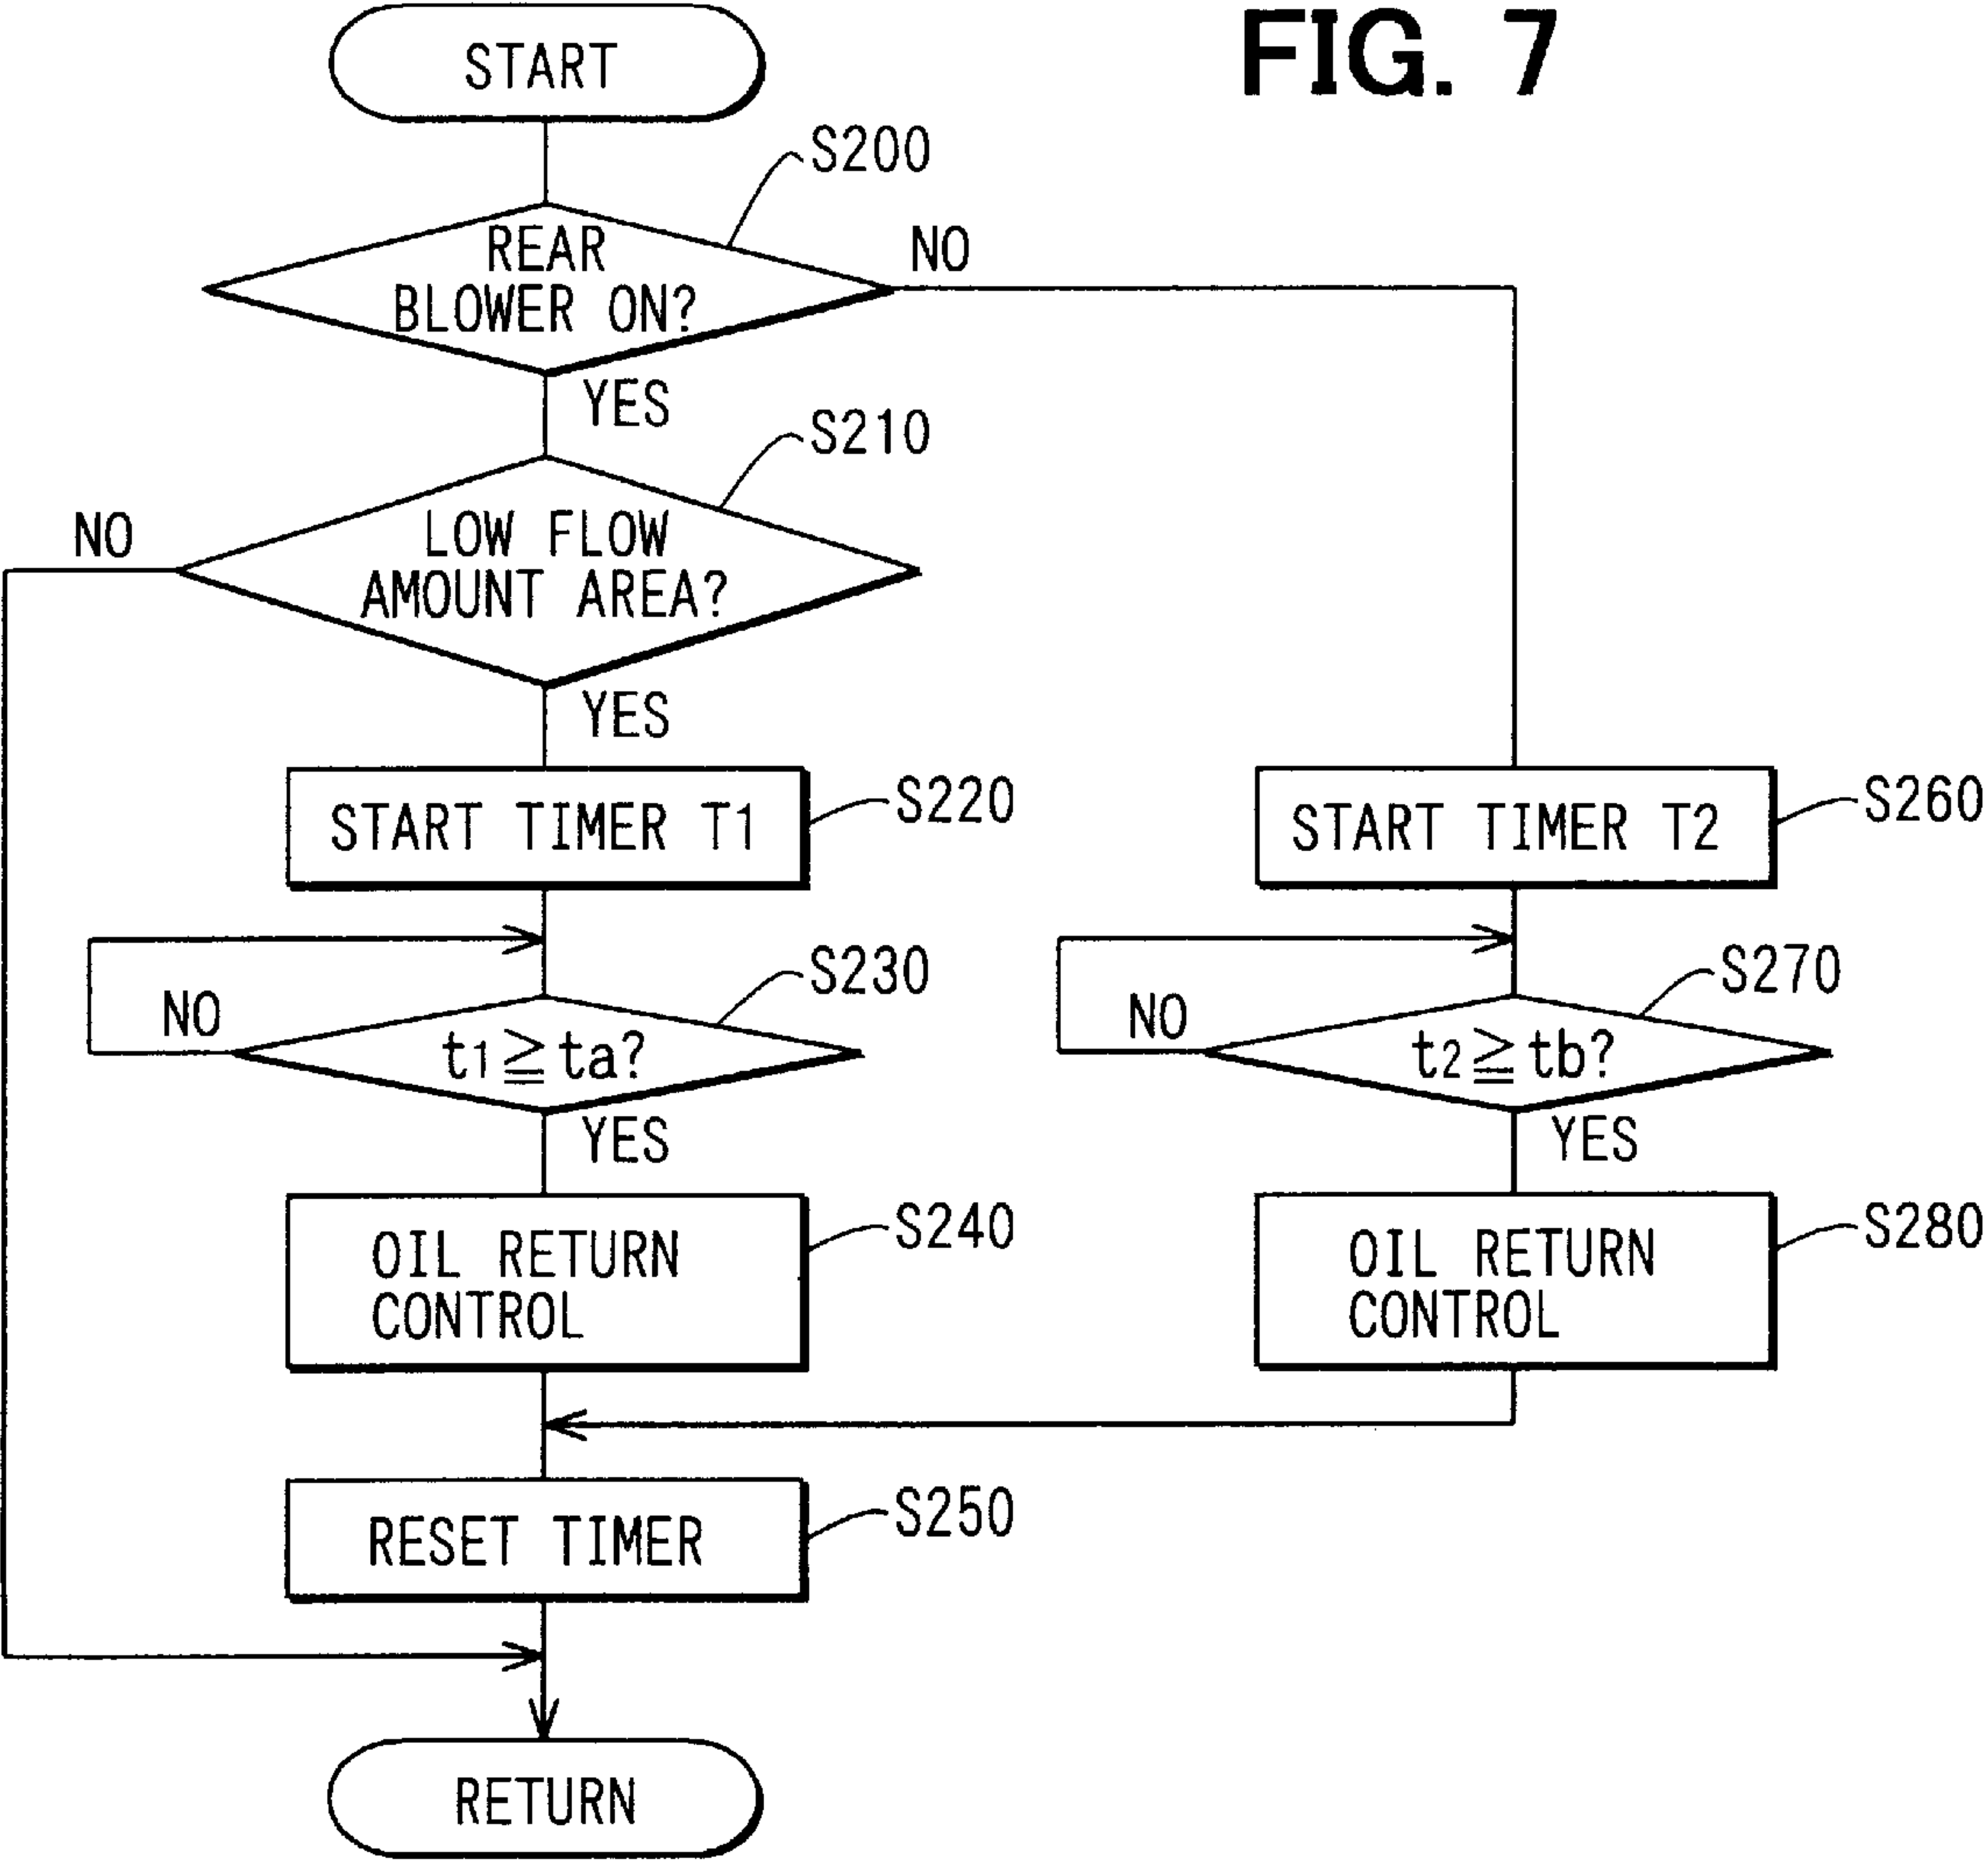 FIG. 7
START
S200
REAR
BLOWER ON?
NO
YES
S210
NO
LOW FLOW
AMOUNT AREA?
YES
START TIMER T1
S220
START TIMER T2
S260
S230
NO
t1≧ta?
YES
S270
NO
t2≧tb?
YES
OIL RETURN
CONTROL
S240
OIL RETURN
CONTROL
S280
RESET TIMER
S250
RETURN